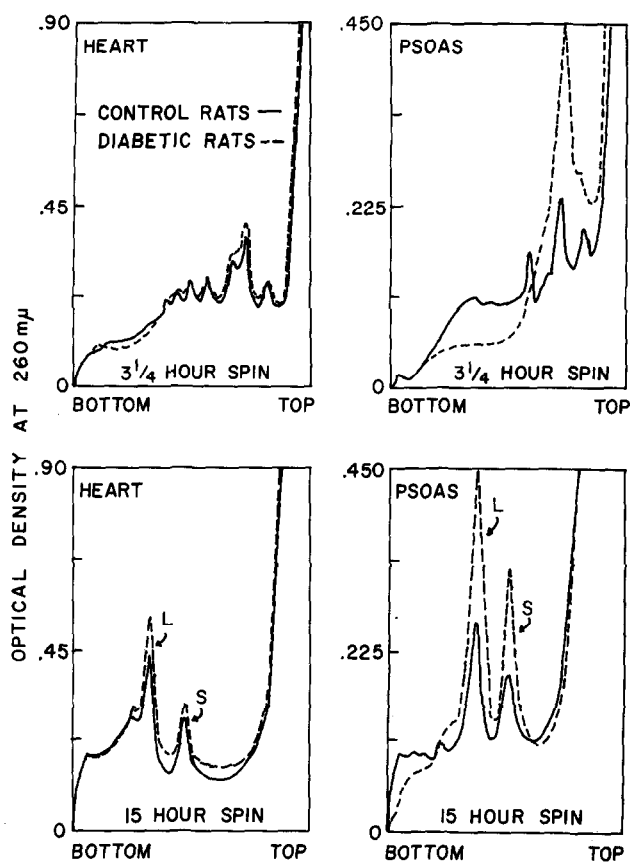 OPTICAL DENSITY AT 260mμ
.90
.45
0
HEART
CONTROL RATS —
DIABETIC RATS --
3 1/4 HOUR SPIN
BOTTOM TOP
.450
.225
0
PSOAS
3 1/4 HOUR SPIN
BOTTOM TOP
.90
.45
0
HEART
L
S
15 HOUR SPIN
BOTTOM TOP
.450
.225
0
PSOAS
L
S
15 HOUR SPIN
BOTTOM TOP